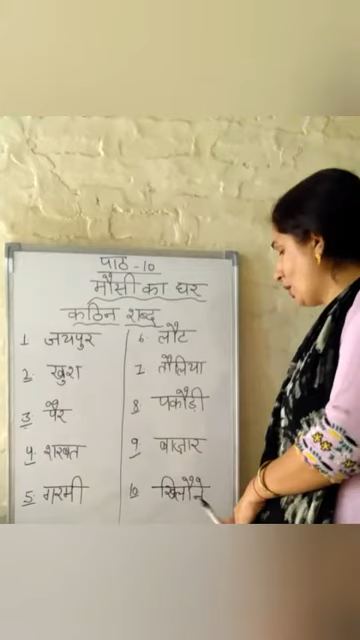 पाठ - 10
मौसी का घर
कठिन शब्द
1. जयपुर
2. खुश
3. पैर
4. शरबत
5. गरमी
6. लौट
7. तौलिया
8. पकौड़ी
9. बाज़ार
10. खिलौने